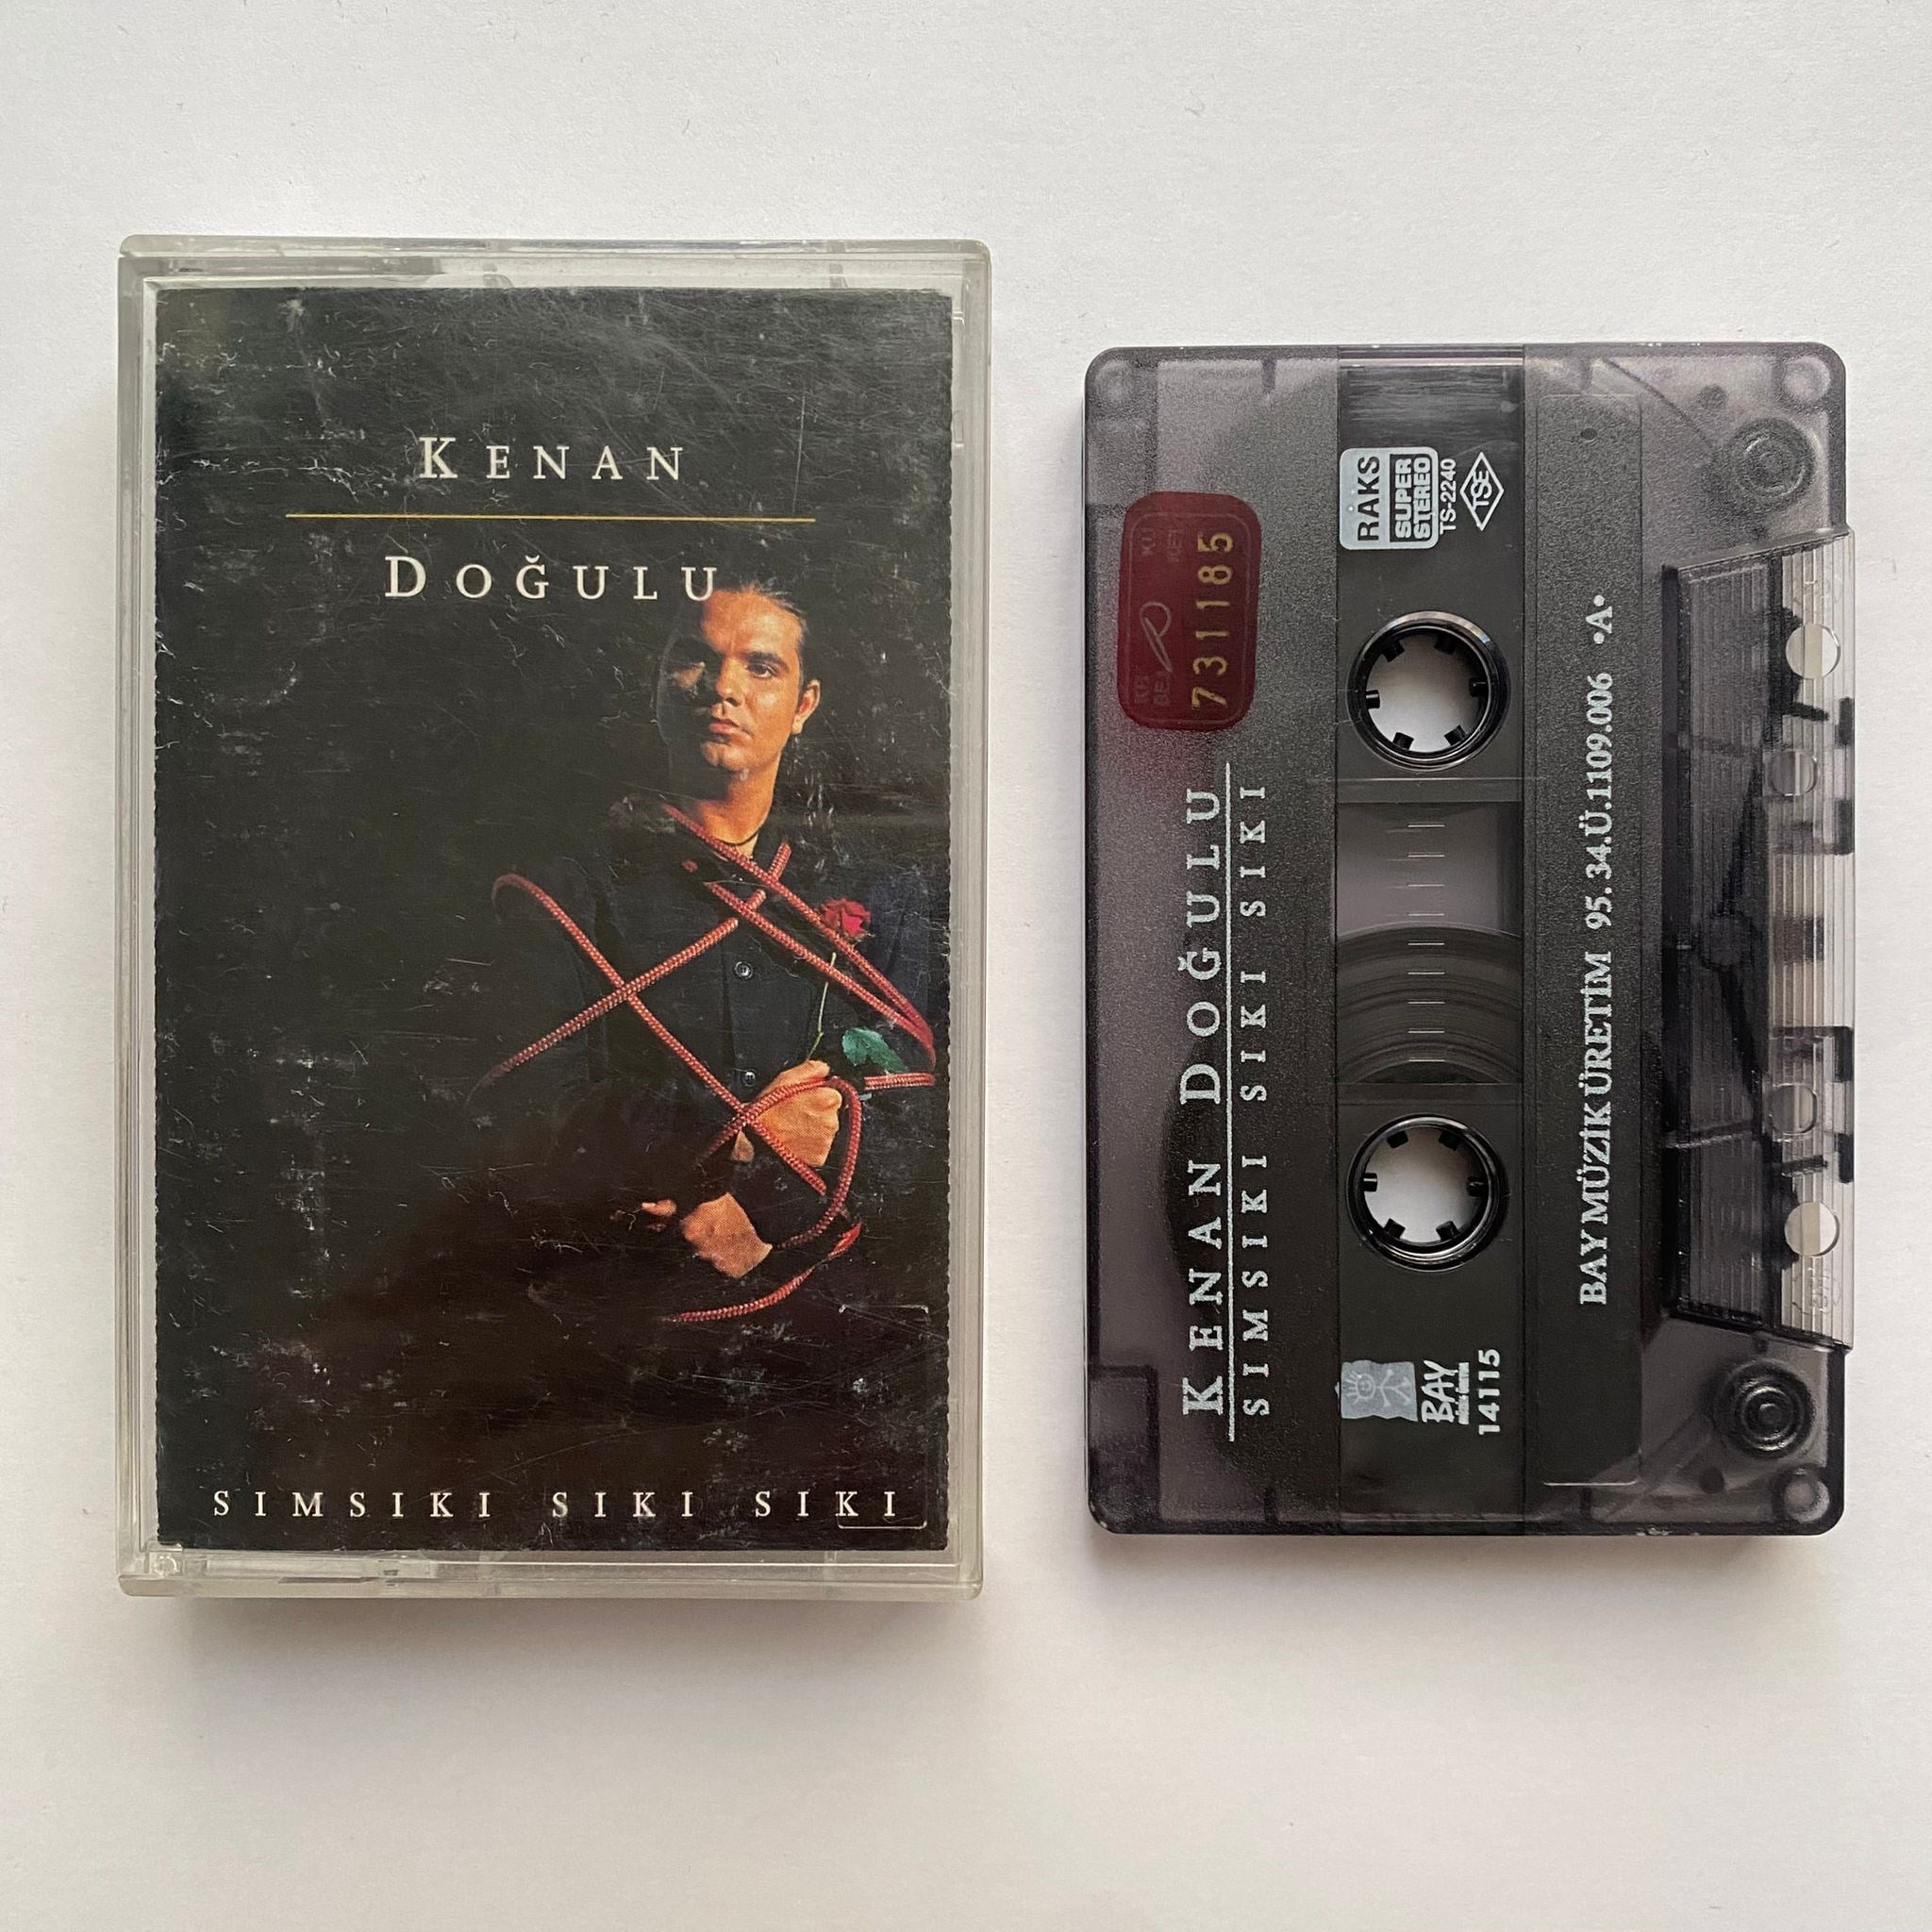 KENAN
DOĞULU
SIMSIKI SIKI SIKI
731185
KENAN DOĞULU
SIMSIKI SIKI SIKI SIKI
RAKS
SUPER
STEREO
TS-2240
TSE
BAY
14115
BAY MÜZİK ÜRETİM 95.34.Ü.1109.006 •A•